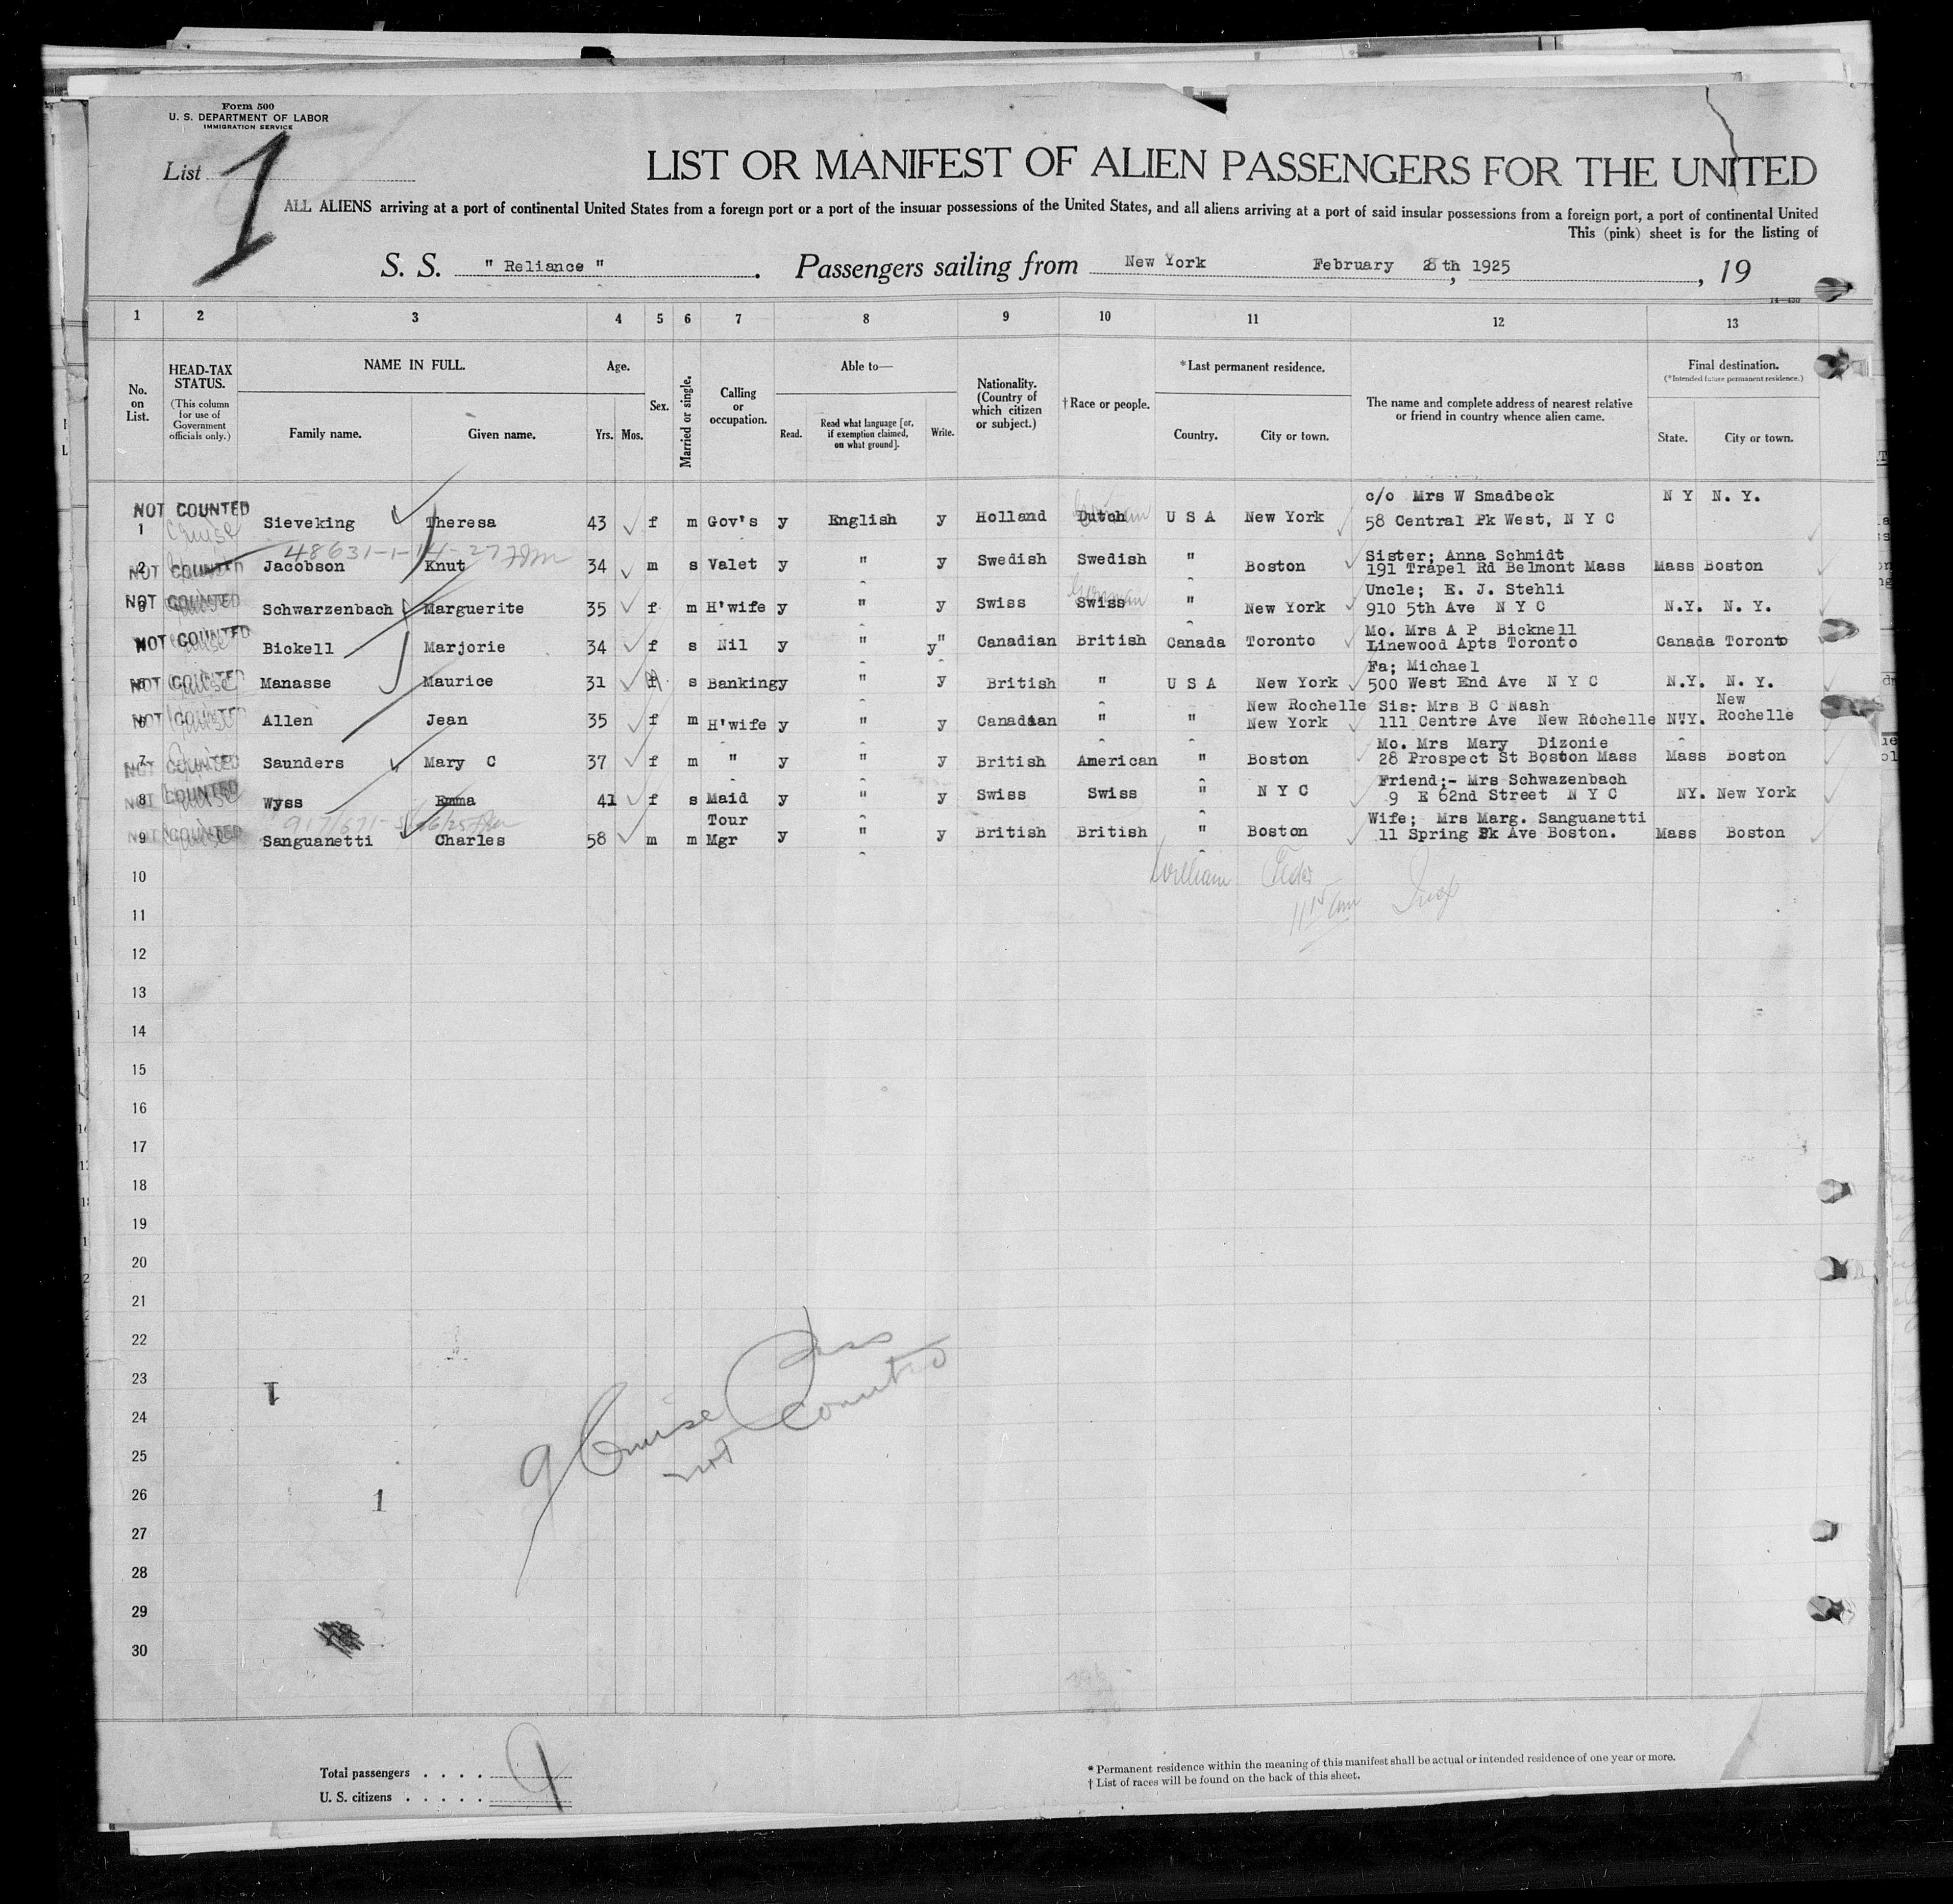 Form 500
U. S. DEPARTMENT OF LABOR
IMMIGRATION SERVICE
List 1
LIST OR MANIFEST OF ALIEN PASSENGERS FOR THE UNITED
ALL ALIENS arriving at a port of continental United States from a foreign port or a port of the insular possessions of the United States, and all aliens arriving at a port of said insular possessions from a foreign port, a port of continental United
This (pink) sheet is for the listing of
S. S. " Reliance " . Passengers sailing from New York February 8th, 1925, 19
1 2 3 4 5 6 7 8 9 10 11 12 13
No. on List.
HEAD-TAX STATUS.
(This column for use of Government officials only.)
NAME IN FULL.
Family name. Given name.
Age.
Yrs. Mos.
Sex.
Married or single.
Calling or occupation.
Able to—
Read. Read what language [or, if exemption claimed, on what ground]. Write.
Nationality. (Country of which citizen or subject.)
†Race or people.
*Last permanent residence.
Country. City or town.
The name and complete address of nearest relative or friend in country whence alien came.
Final destination.
(*Intended future permanent residence.)
State. City or town.
NOT COUNTED c/o Mrs W Smadbeck N Y N. Y.
1 Cruise Sieveking Theresa 43 f m Gov's y English y Holland Dutch German U S A New York 58 Central Pk West, N Y C
48631-1-14-27
Sister; Anna Schmidt
2 NOT COUNTED Jacobson Knut 34 m s Valet y " y Swedish Swedish " Boston 191 Trapel Rd Belmont Mass Mass Boston
Uncle; E. J. Stehli
3 NOT COUNTED Schwarzenbach Marguerite 35 f m H'wife y " y Swiss Swiss German " New York 910 5th Ave N Y C N.Y. N. Y.
Mo. Mrs A P Bicknell
4 NOT COUNTED Bickell Marjorie 34 f s Nil y " y" Canadian British Canada Toronto Linewood Apts Toronto Canada Toronto
Fa; Michael
5 NOT COUNTED Manasse Maurice 31 m s Banking y " y British " U S A New York 500 West End Ave N Y C N.Y. N. Y.
New Rochelle Sis: Mrs B C Nash New
6 NOT COUNTED Allen Jean 35 f m H'wife y " y Canadian " " New York 111 Centre Ave New Rochelle N"Y. Rochelle
Mo. Mrs Mary Dizonie
7 NOT COUNTED Saunders Mary C 37 f m " y " y British American " Boston 28 Prospect St Boston Mass Mass Boston
Friend;- Mrs Schwazenbach
8 NOT COUNTED Wyss Emma 41 f s Maid y " y Swiss Swiss " N Y C 9 E 62nd Street N Y C NY. New York
Tour Wife; Mrs Marg. Sanguanetti
9 NOT COUNTED Sanguanetti Charles 58 m m Mgr y " y British British " Boston 11 Spring Pk Ave Boston. Mass Boston
10 William
11 11 15 am Insp
12
13
14
15
16
17
18
19
20
21
22
23
24
25
26
27
28
29
30
9 Cruise Pass
not Counted
1
1
Total passengers . . . . 9
U. S. citizens . . . . .
* Permanent residence within the meaning of this manifest shall be actual or intended residence of one year or more.
† List of races will be found on the back of this sheet.